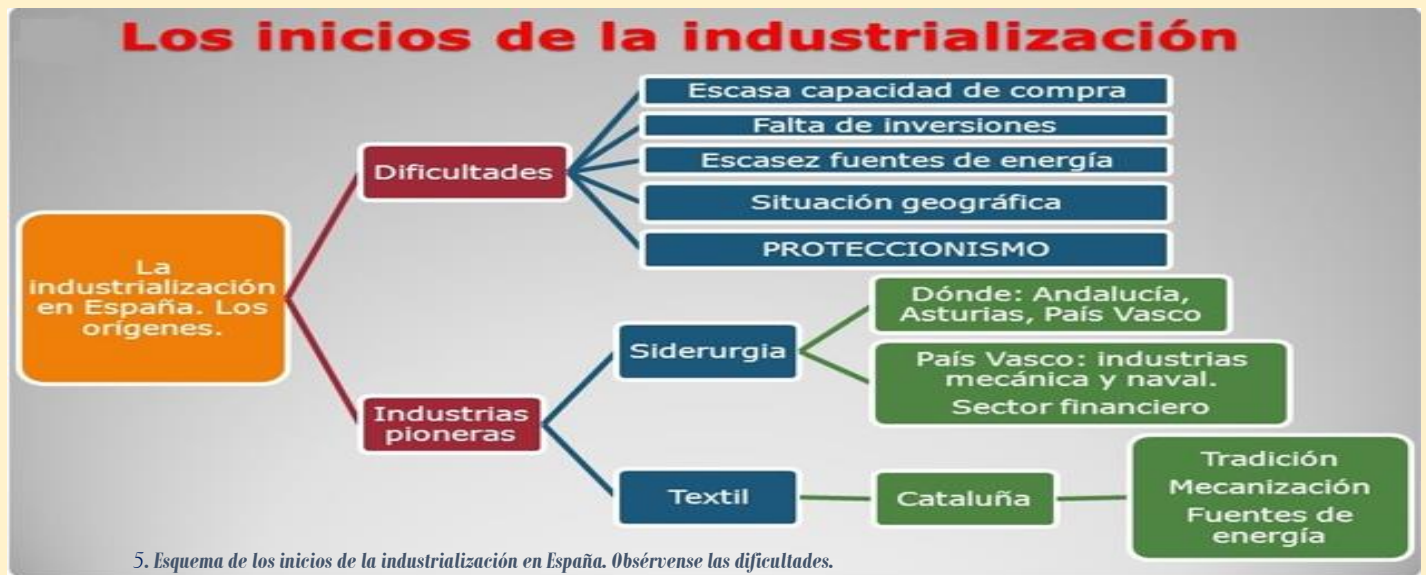 Los inicios de la industrialización
La
industrialización
en España. Los
orígenes.
Dificultades
Escasa capacidad de compra
Falta de inversiones
Escasez fuentes de energía
Situación geográfica
PROTECCIONISMO
Industrias
pioneras
Siderurgia
Dónde: Andalucía,
Asturias, País Vasco
País Vasco: industrias
mecánica y naval.
Sector financiero
Textil
Cataluña
Tradición
Mecanización
Fuentes de
energía
5. Esquema de los inicios de la industrialización en España. Obsérvense las dificultades.